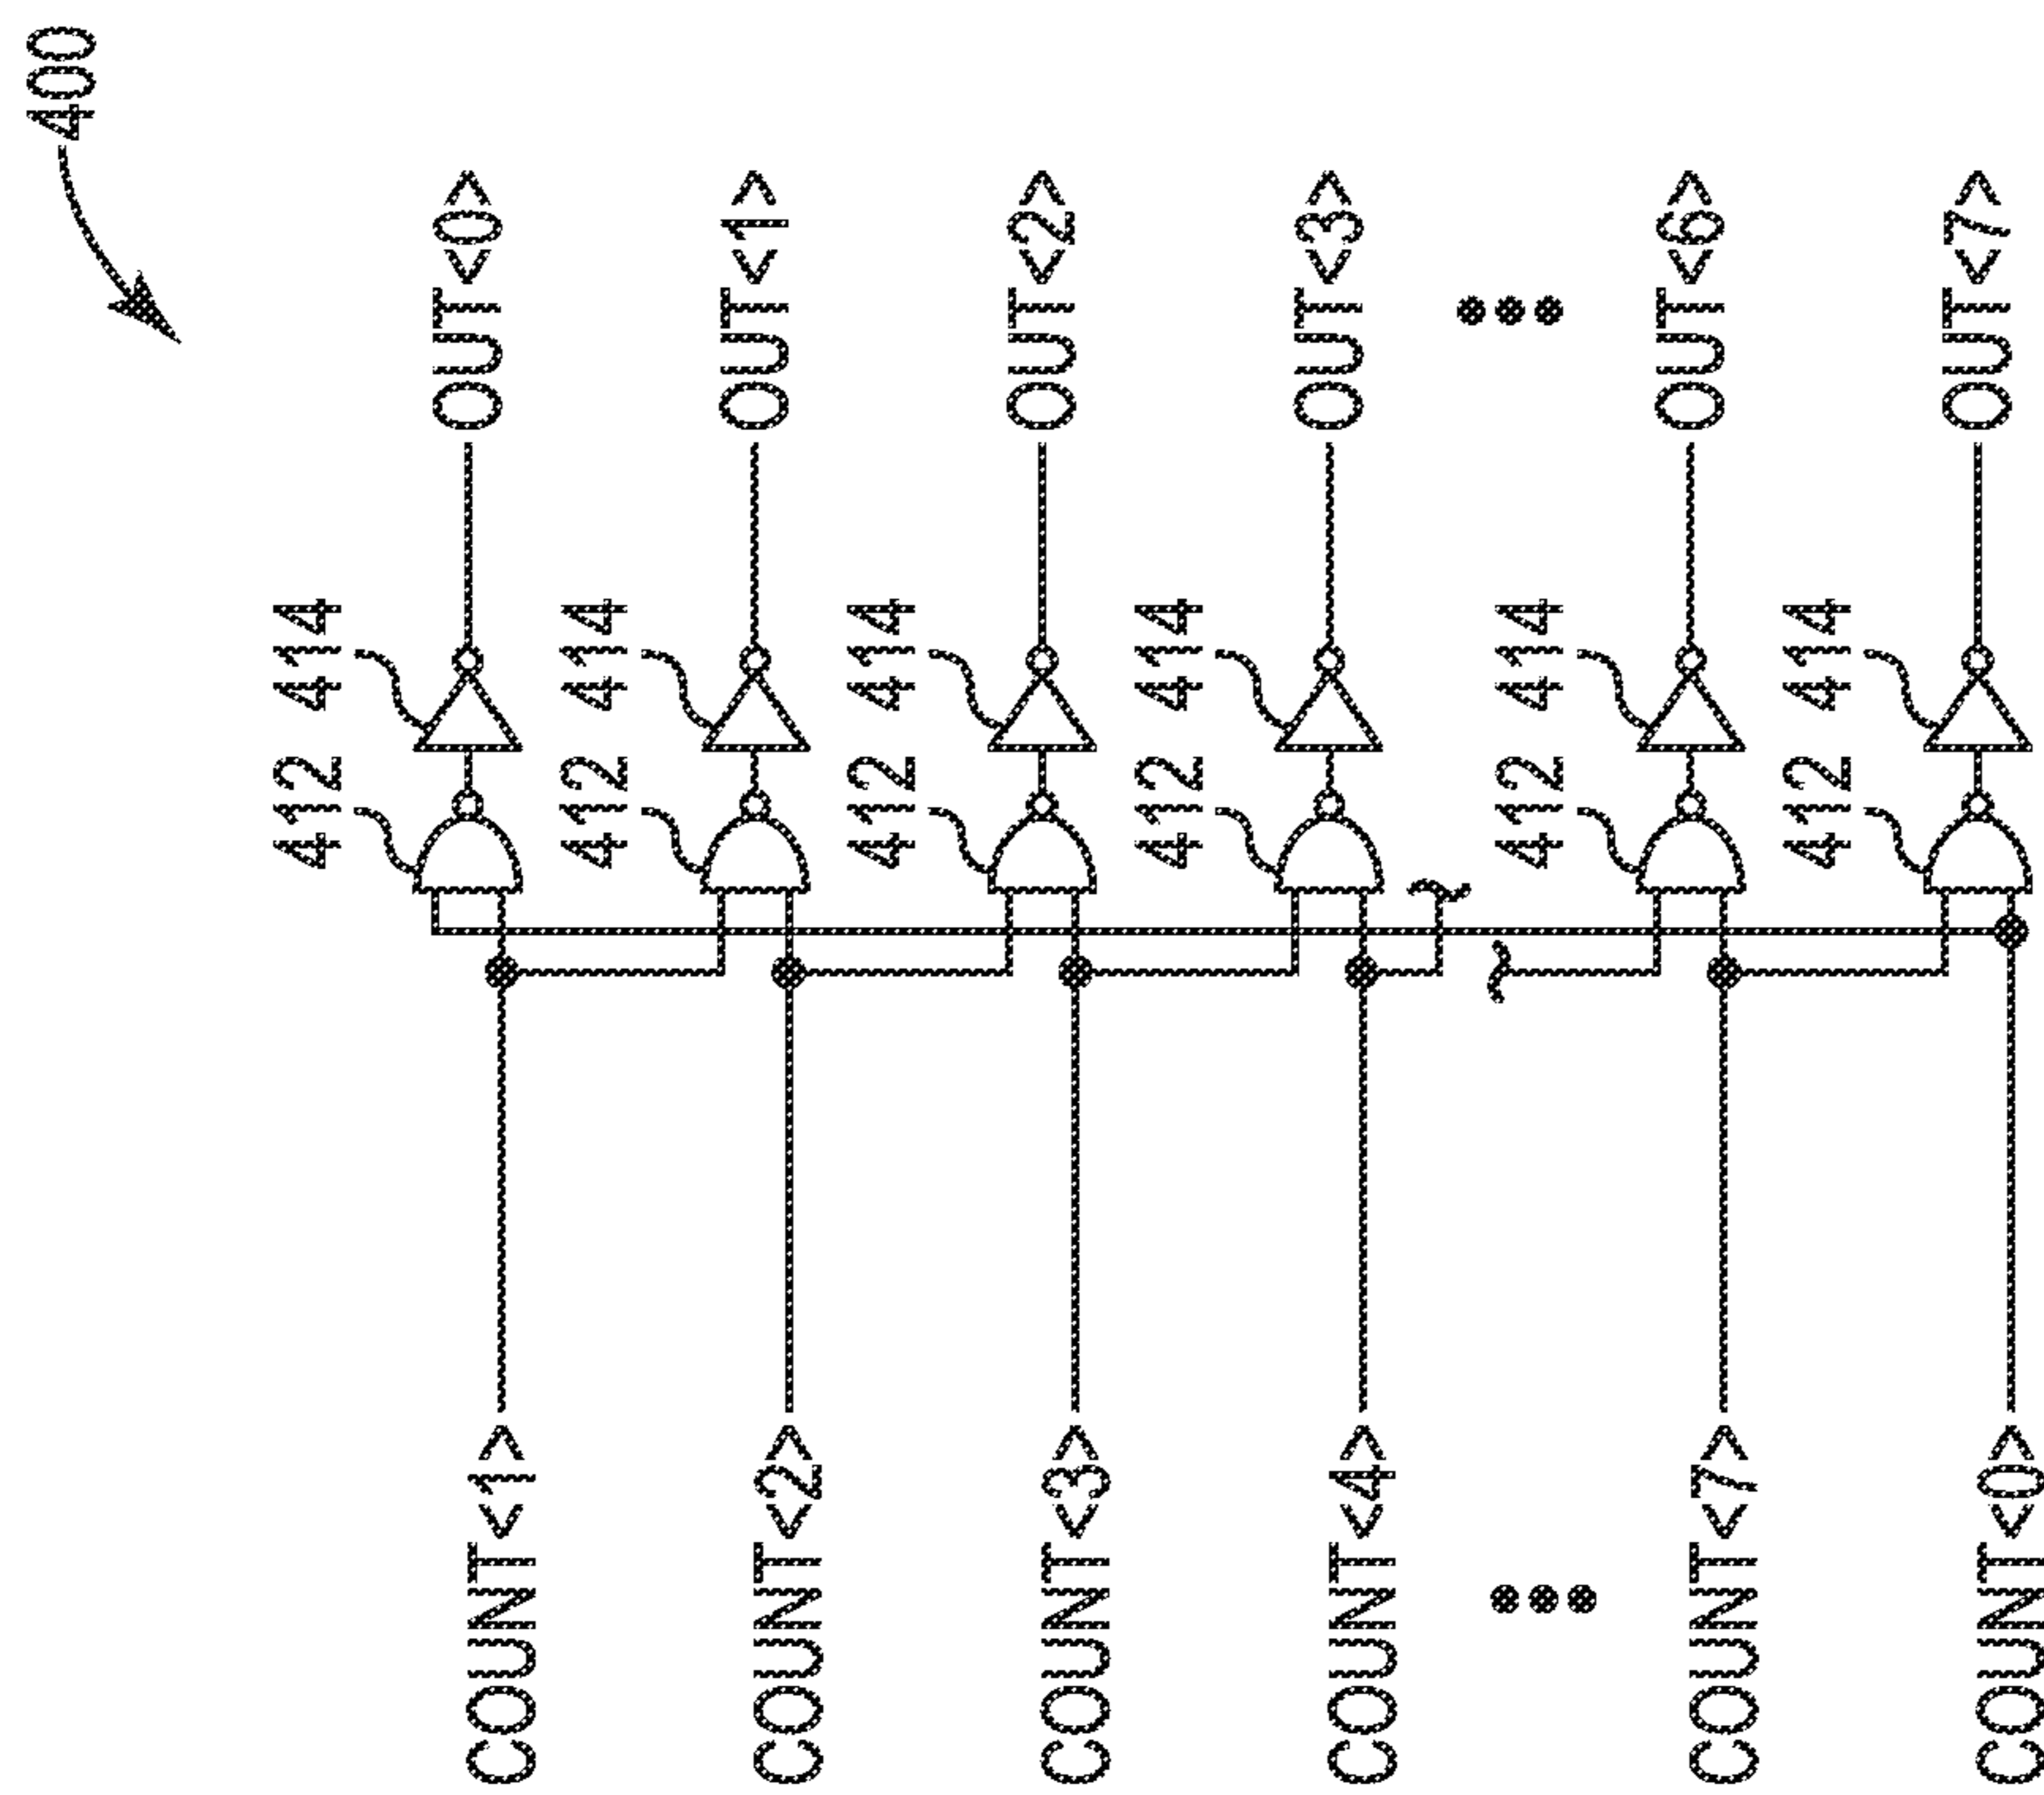 400
412 414
COUNT<1> OUT<0>
412 414
COUNT<2> OUT<1>
412 414
COUNT<3> OUT<2>
412 414
COUNT<4> OUT<3>
412 414
COUNT<7> OUT<6>
412 414
COUNT<0> OUT<7>